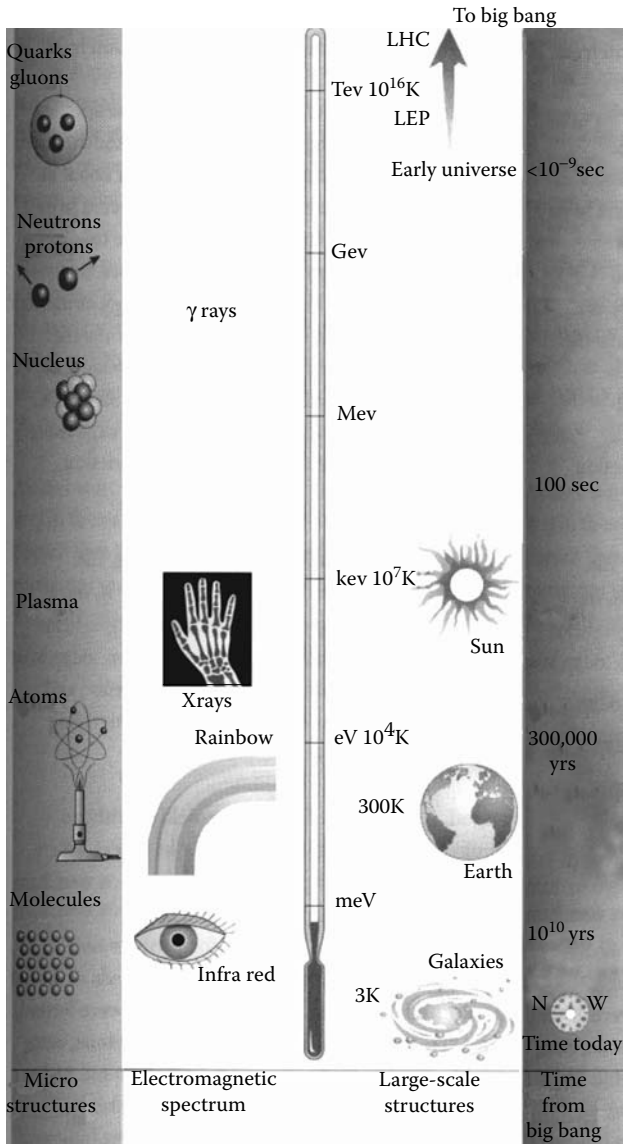 To big bang
LHC
Quarks
gluons
Tev 10¹⁶K
LEP
Early universe
<10⁻⁹sec
Neutrons
protons
Gev
γ rays
Nucleus
Mev
100 sec
kev 10⁷K
Plasma
Sun
Xrays
Atoms
Rainbow
eV 10⁴K
300,000
yrs
300K
Earth
Molecules
meV
10¹⁰ yrs
Infra red
Galaxies
3K
N W
Time today
Micro
structures
Electromagnetic
spectrum
Large-scale
structures
Time
from
big bang